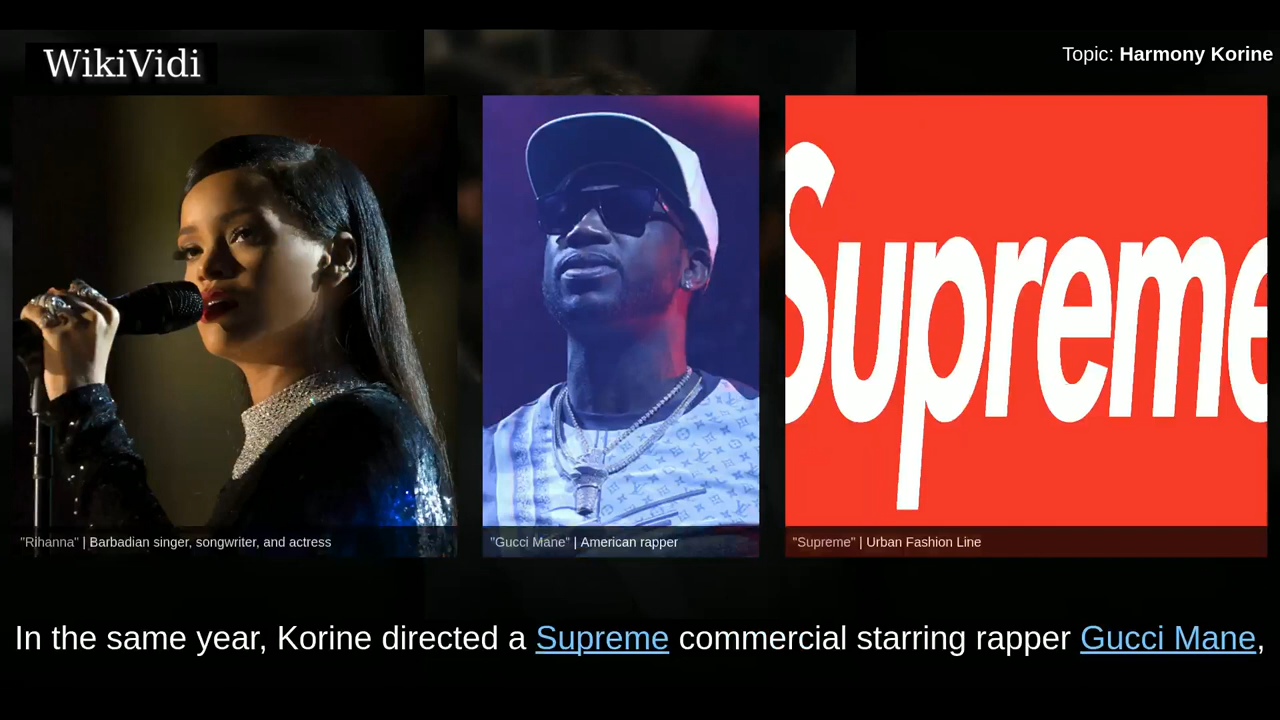 WikiVidi
Topic: Harmony Korine
Supreme
"Rihanna" | Barbadian singer, songwriter, and actress
"Gucci Mane" | American rapper
"Supreme" | Urban Fashion Line
In the same year, Korine directed a Supreme commercial starring rapper Gucci Mane,